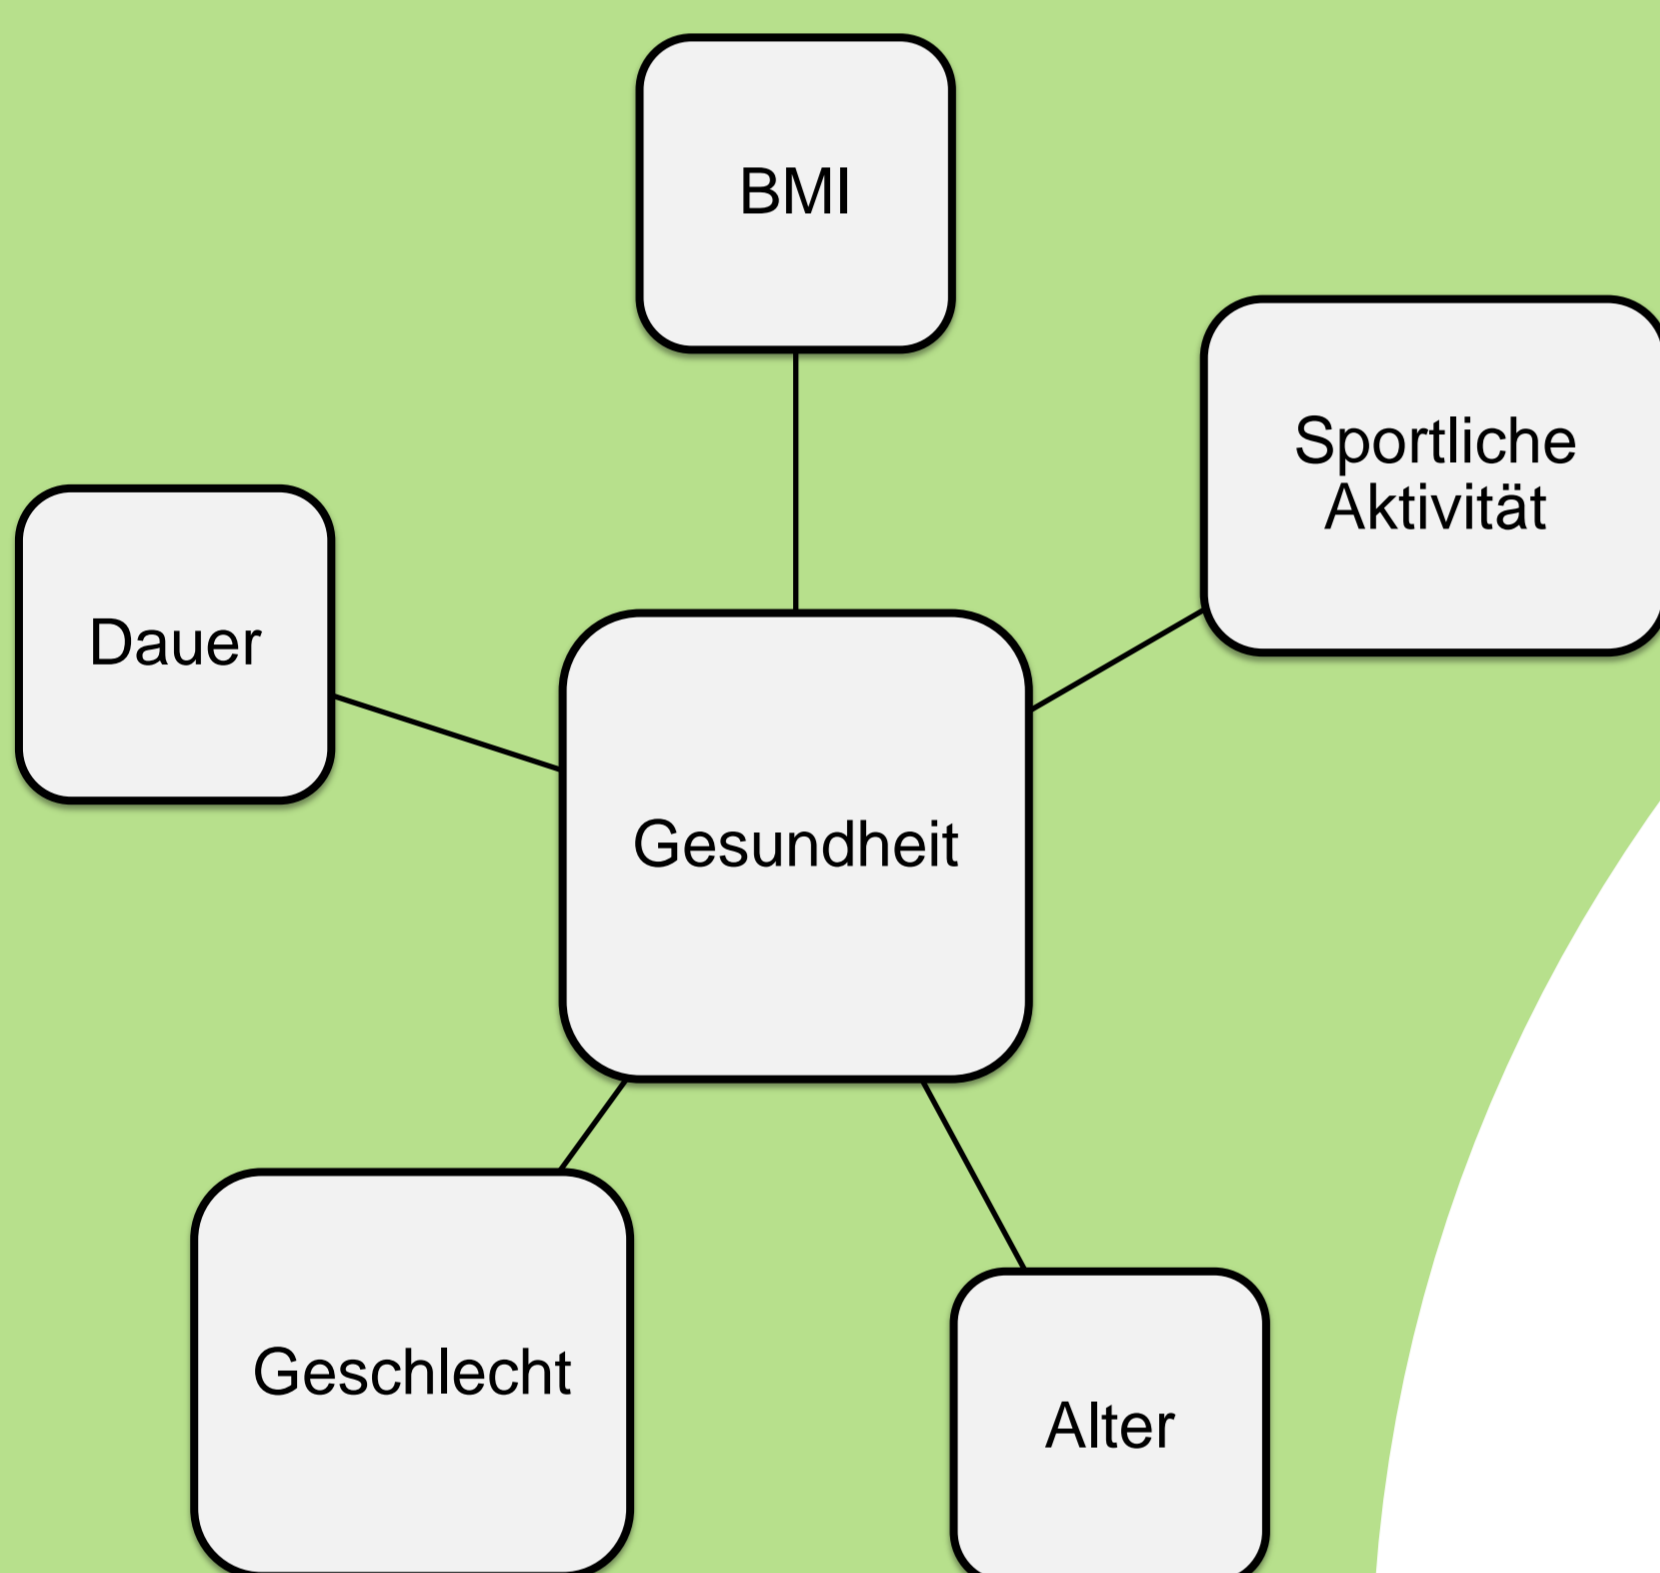 BMI
Sportliche
Aktivität
Dauer
Gesundheit
Geschlecht
Alter